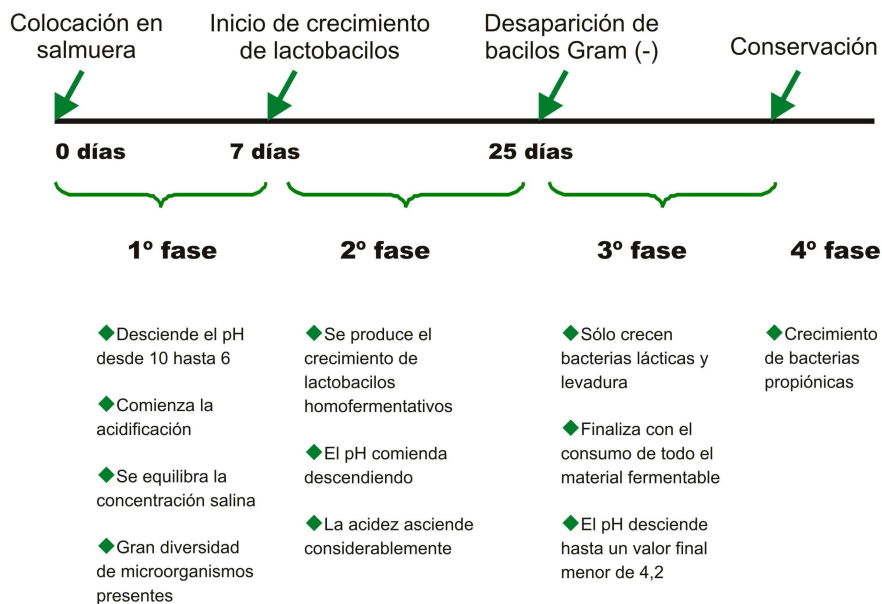 Colocación en
salmuera
Inicio de crecimiento
de lactobacilos
Desaparición de
bacilos Gram (-)
Conservación
0 días
7 días
25 días
1º fase
2º fase
3º fase
4º fase
Desciende el pH
desde 10 hasta 6
Comienza la
acidificación
Se equilibra la
concentración salina
Gran diversidad
de microorganismos
presentes
Se produce el
crecimiento de
lactobacilos
homofermentativos
El pH comienda
descendiendo
La acidez asciende
considerablemente
Sólo crecen
bacterias lácticas y
levadura
Finaliza con el
consumo de todo el
material fermentable
El pH desciende
hasta un valor final
menor de 4,2
Crecimiento
de bacterias
propiónicas